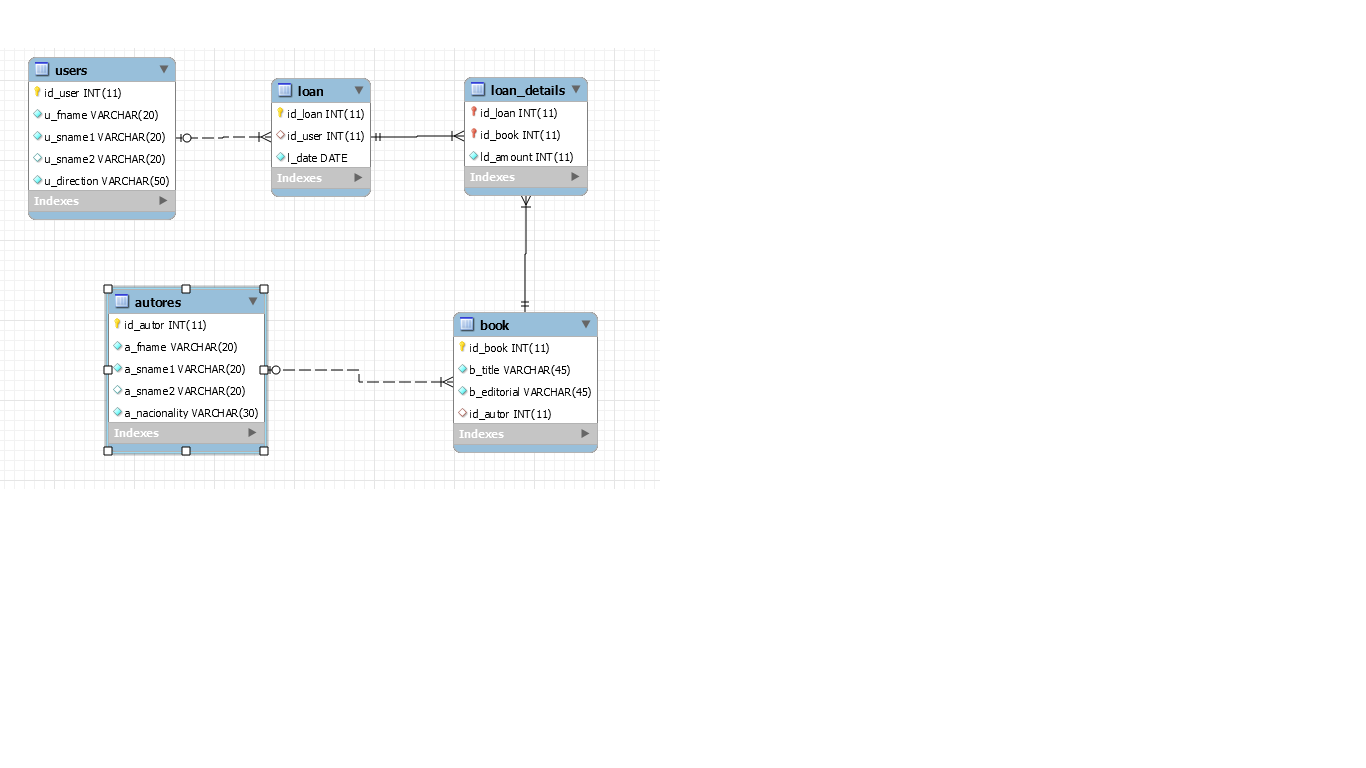 users
id_user INT(11)
u_fname VARCHAR(20)
u_sname1 VARCHAR(20)
u_sname2 VARCHAR(20)
u_direction VARCHAR(50)
Indexes
loan
id_loan INT(11)
id_user INT(11)
l_date DATE
Indexes
loan_details
id_loan INT(11)
id_book INT(11)
ld_amount INT(11)
Indexes
autores
id_autor INT(11)
a_fname VARCHAR(20)
a_sname1 VARCHAR(20)
a_sname2 VARCHAR(20)
a_nacionality VARCHAR(30)
Indexes
book
id_book INT(11)
b_title VARCHAR(45)
b_editorial VARCHAR(45)
id_autor INT(11)
Indexes